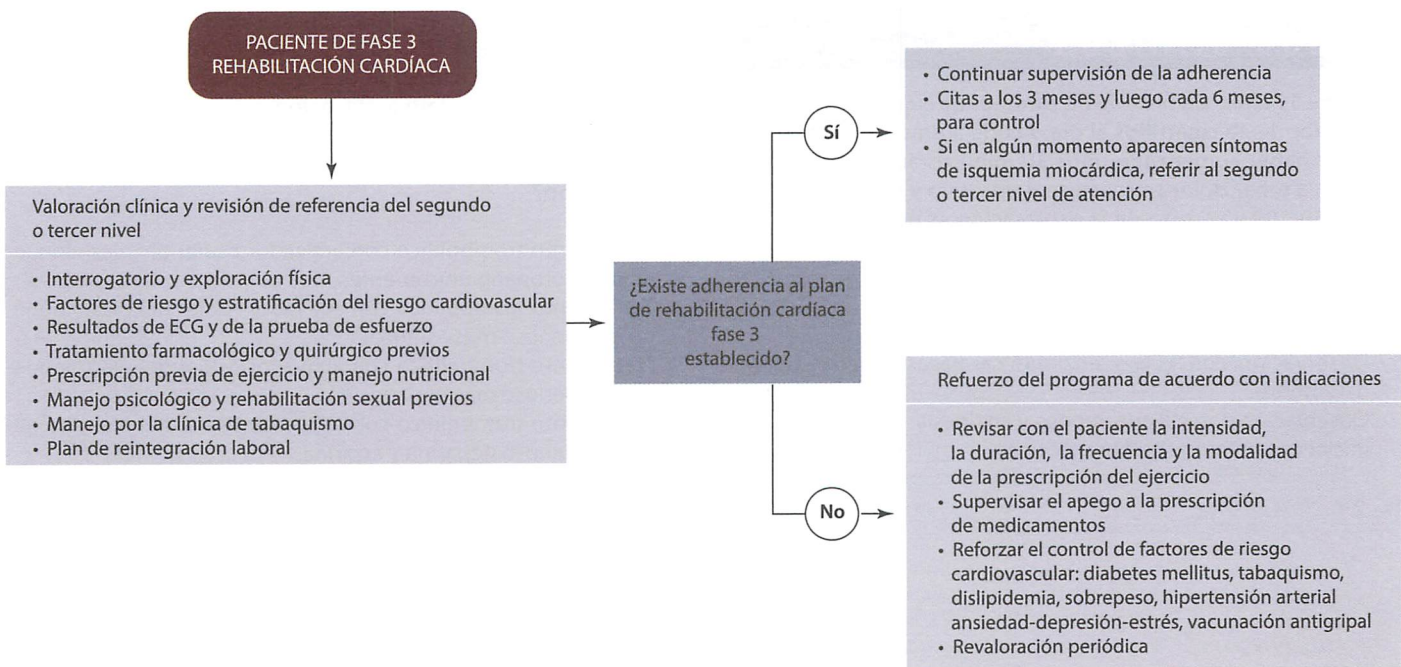 PACIENTE DE FASE 3
REHABILITACIÓN CARDÍACA
Valoración clínica y revisión de referencia del segundo
o tercer nivel
• Interrogatorio y exploración física
• Factores de riesgo y estratificación del riesgo cardiovascular
• Resultados de ECG y de la prueba de esfuerzo
• Tratamiento farmacológico y quirúrgico previos
• Prescripción previa de ejercicio y manejo nutricional
• Manejo psicológico y rehabilitación sexual previos
• Manejo por la clínica de tabaquismo
• Plan de reintegración laboral
¿Existe adherencia al plan
de rehabilitación cardíaca
fase 3
establecido?
Sí
• Continuar supervisión de la adherencia
• Citas a los 3 meses y luego cada 6 meses,
para control
• Si en algún momento aparecen síntomas
de isquemia miocárdica, referir al segundo
o tercer nivel de atención
No
Refuerzo del programa de acuerdo con indicaciones
• Revisar con el paciente la intensidad,
la duración, la frecuencia y la modalidad
de la prescripción del ejercicio
• Supervisar el apego a la prescripción
de medicamentos
• Reforzar el control de factores de riesgo
cardiovascular: diabetes mellitus, tabaquismo,
dislipidemia, sobrepeso, hipertensión arterial
ansiedad-depresión-estrés, vacunación antigripal
• Revaloración periódica